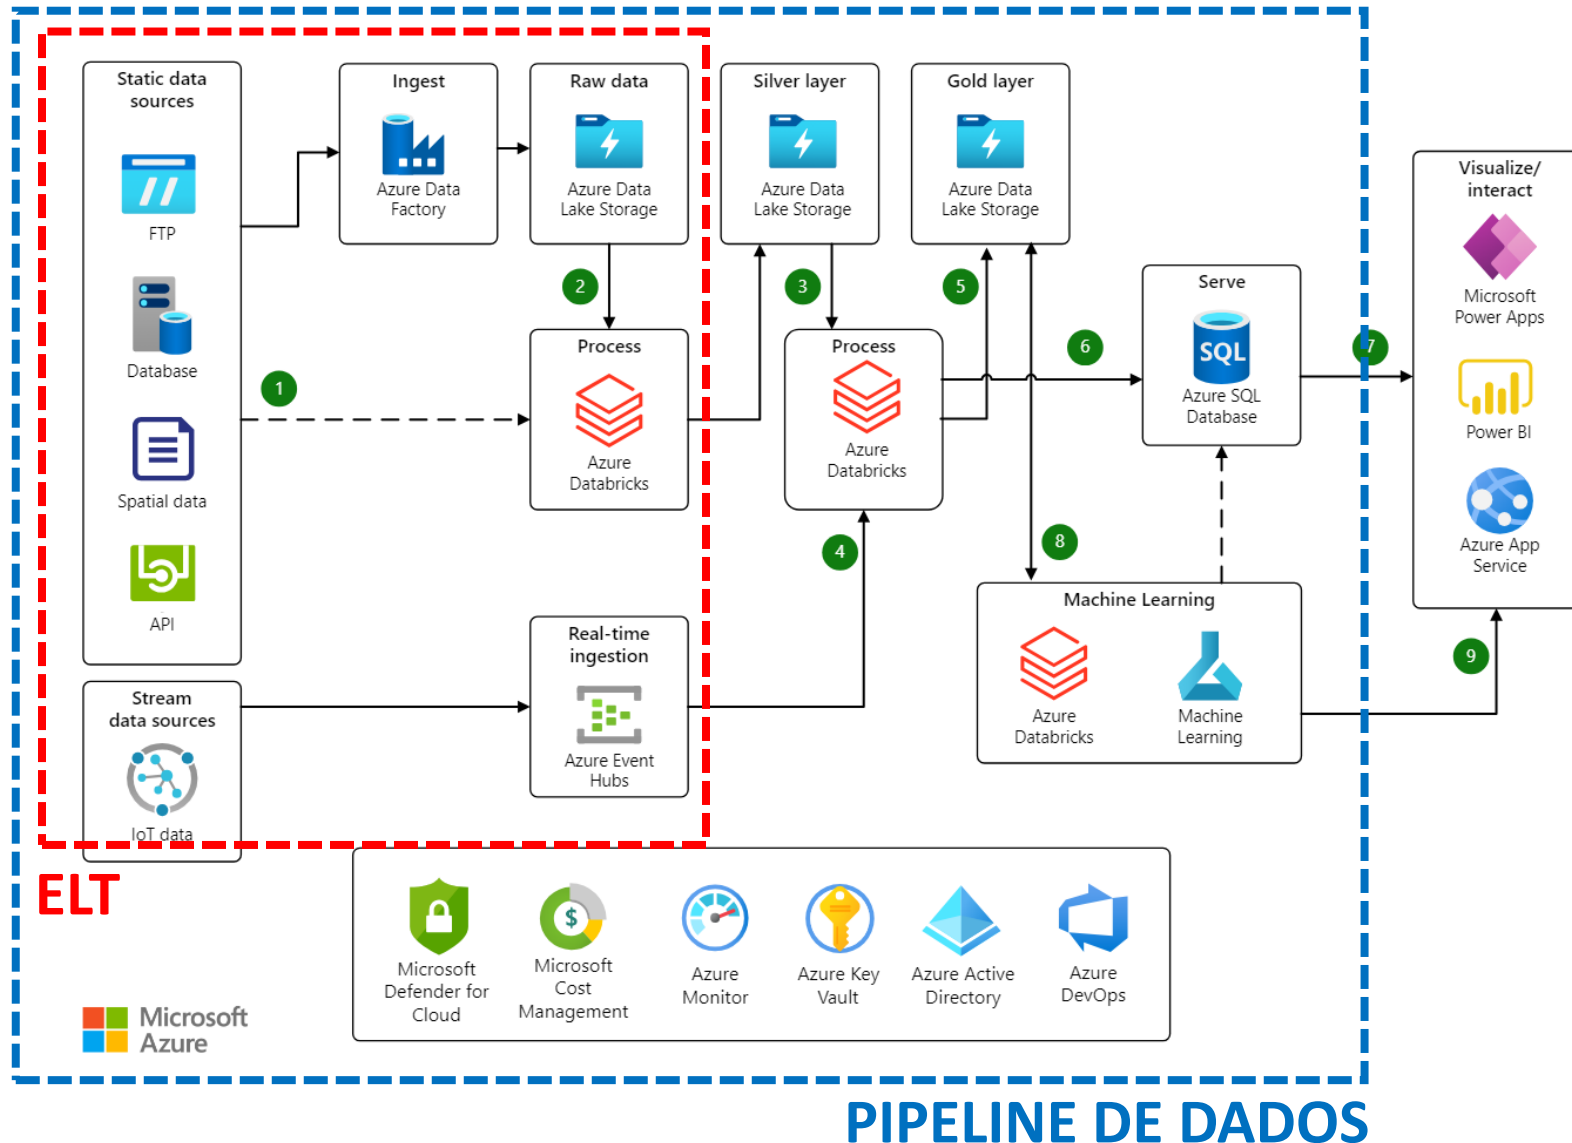 Static data
sources
FTP
Database
Spatial data
API
Stream
data sources
IoT data
Ingest
Azure Data
Factory
Raw data
Azure Data
Lake Storage
Silver layer
Azure Data
Lake Storage
Gold layer
Azure Data
Lake Storage
1
2
3
4
5
6
7
8
9
Process
Azure
Databricks
Process
Azure
Databricks
Real-time
ingestion
Azure Event
Hubs
Serve
SQL
Azure SQL
Database
Machine Learning
Azure
Databricks
Machine
Learning
Visualize/
interact
Microsoft
Power Apps
Power BI
Azure App
Service
ELT
Microsoft
Defender for
Cloud
$
Microsoft
Cost
Management
Azure
Monitor
Azure Key
Vault
Azure Active
Directory
Azure
DevOps
Microsoft
Azure
PIPELINE DE DADOS